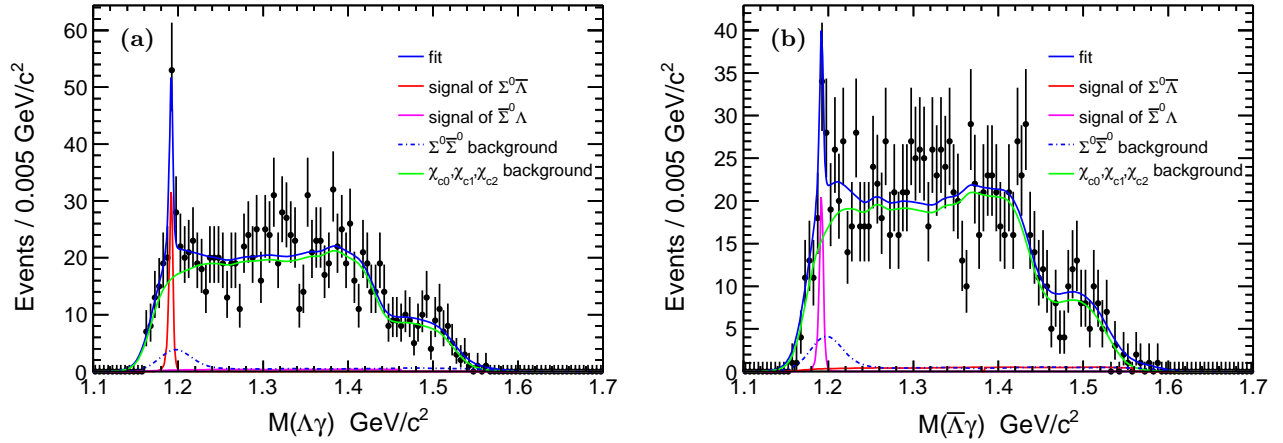 (a)
fit
signal of Σ⁰Λ̅
signal of Σ̅⁰Λ
Σ⁰Σ̅⁰ background
χc0,χc1,χc2 background
Events / 0.005 GeV/c²
60
50
40
30
20
10
0
1.1 1.2 1.3 1.4 1.5 1.6 1.7
M(Λγ) GeV/c²
(b)
fit
signal of Σ⁰Λ̅
signal of Σ̅⁰Λ
Σ⁰Σ̅⁰ background
χc0,χc1,χc2 background
Events / 0.005 GeV/c²
40
35
30
25
20
15
10
5
0
1.1 1.2 1.3 1.4 1.5 1.6 1.7
M(Λ̅γ) GeV/c²